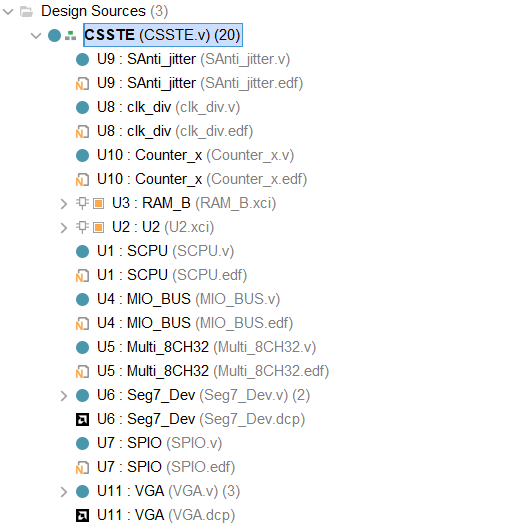 Design Sources (3)
CSSTE (CSSTE.v) (20)
U9 : SAnti_jitter (SAnti_jitter.v)
U9 : SAnti_jitter (SAnti_jitter.edf)
U8 : clk_div (clk_div.v)
U8 : clk_div (clk_div.edf)
U10 : Counter_x (Counter_x.v)
U10 : Counter_x (Counter_x.edf)
U3 : RAM_B (RAM_B.xci)
U2 : U2 (U2.xci)
U1 : SCPU (SCPU.v)
U1 : SCPU (SCPU.edf)
U4 : MIO_BUS (MIO_BUS.v)
U4 : MIO_BUS (MIO_BUS.edf)
U5 : Multi_8CH32 (Multi_8CH32.v)
U5 : Multi_8CH32 (Multi_8CH32.edf)
U6 : Seg7_Dev (Seg7_Dev.v) (2)
U6 : Seg7_Dev (Seg7_Dev.dcp)
U7 : SPIO (SPIO.v)
U7 : SPIO (SPIO.edf)
U11 : VGA (VGA.v) (3)
U11 : VGA (VGA.dcp)